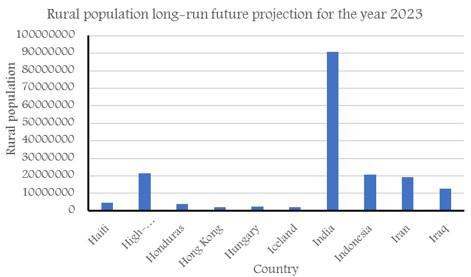 Rural population long-run future projection for the year 2023
Rural population
100000000
90000000
80000000
70000000
60000000
50000000
40000000
30000000
20000000
10000000
0
Haiti
High-...
Honduras
Hong Kong
Hungary
Iceland
India
Indonesia
Iran
Iraq
Country